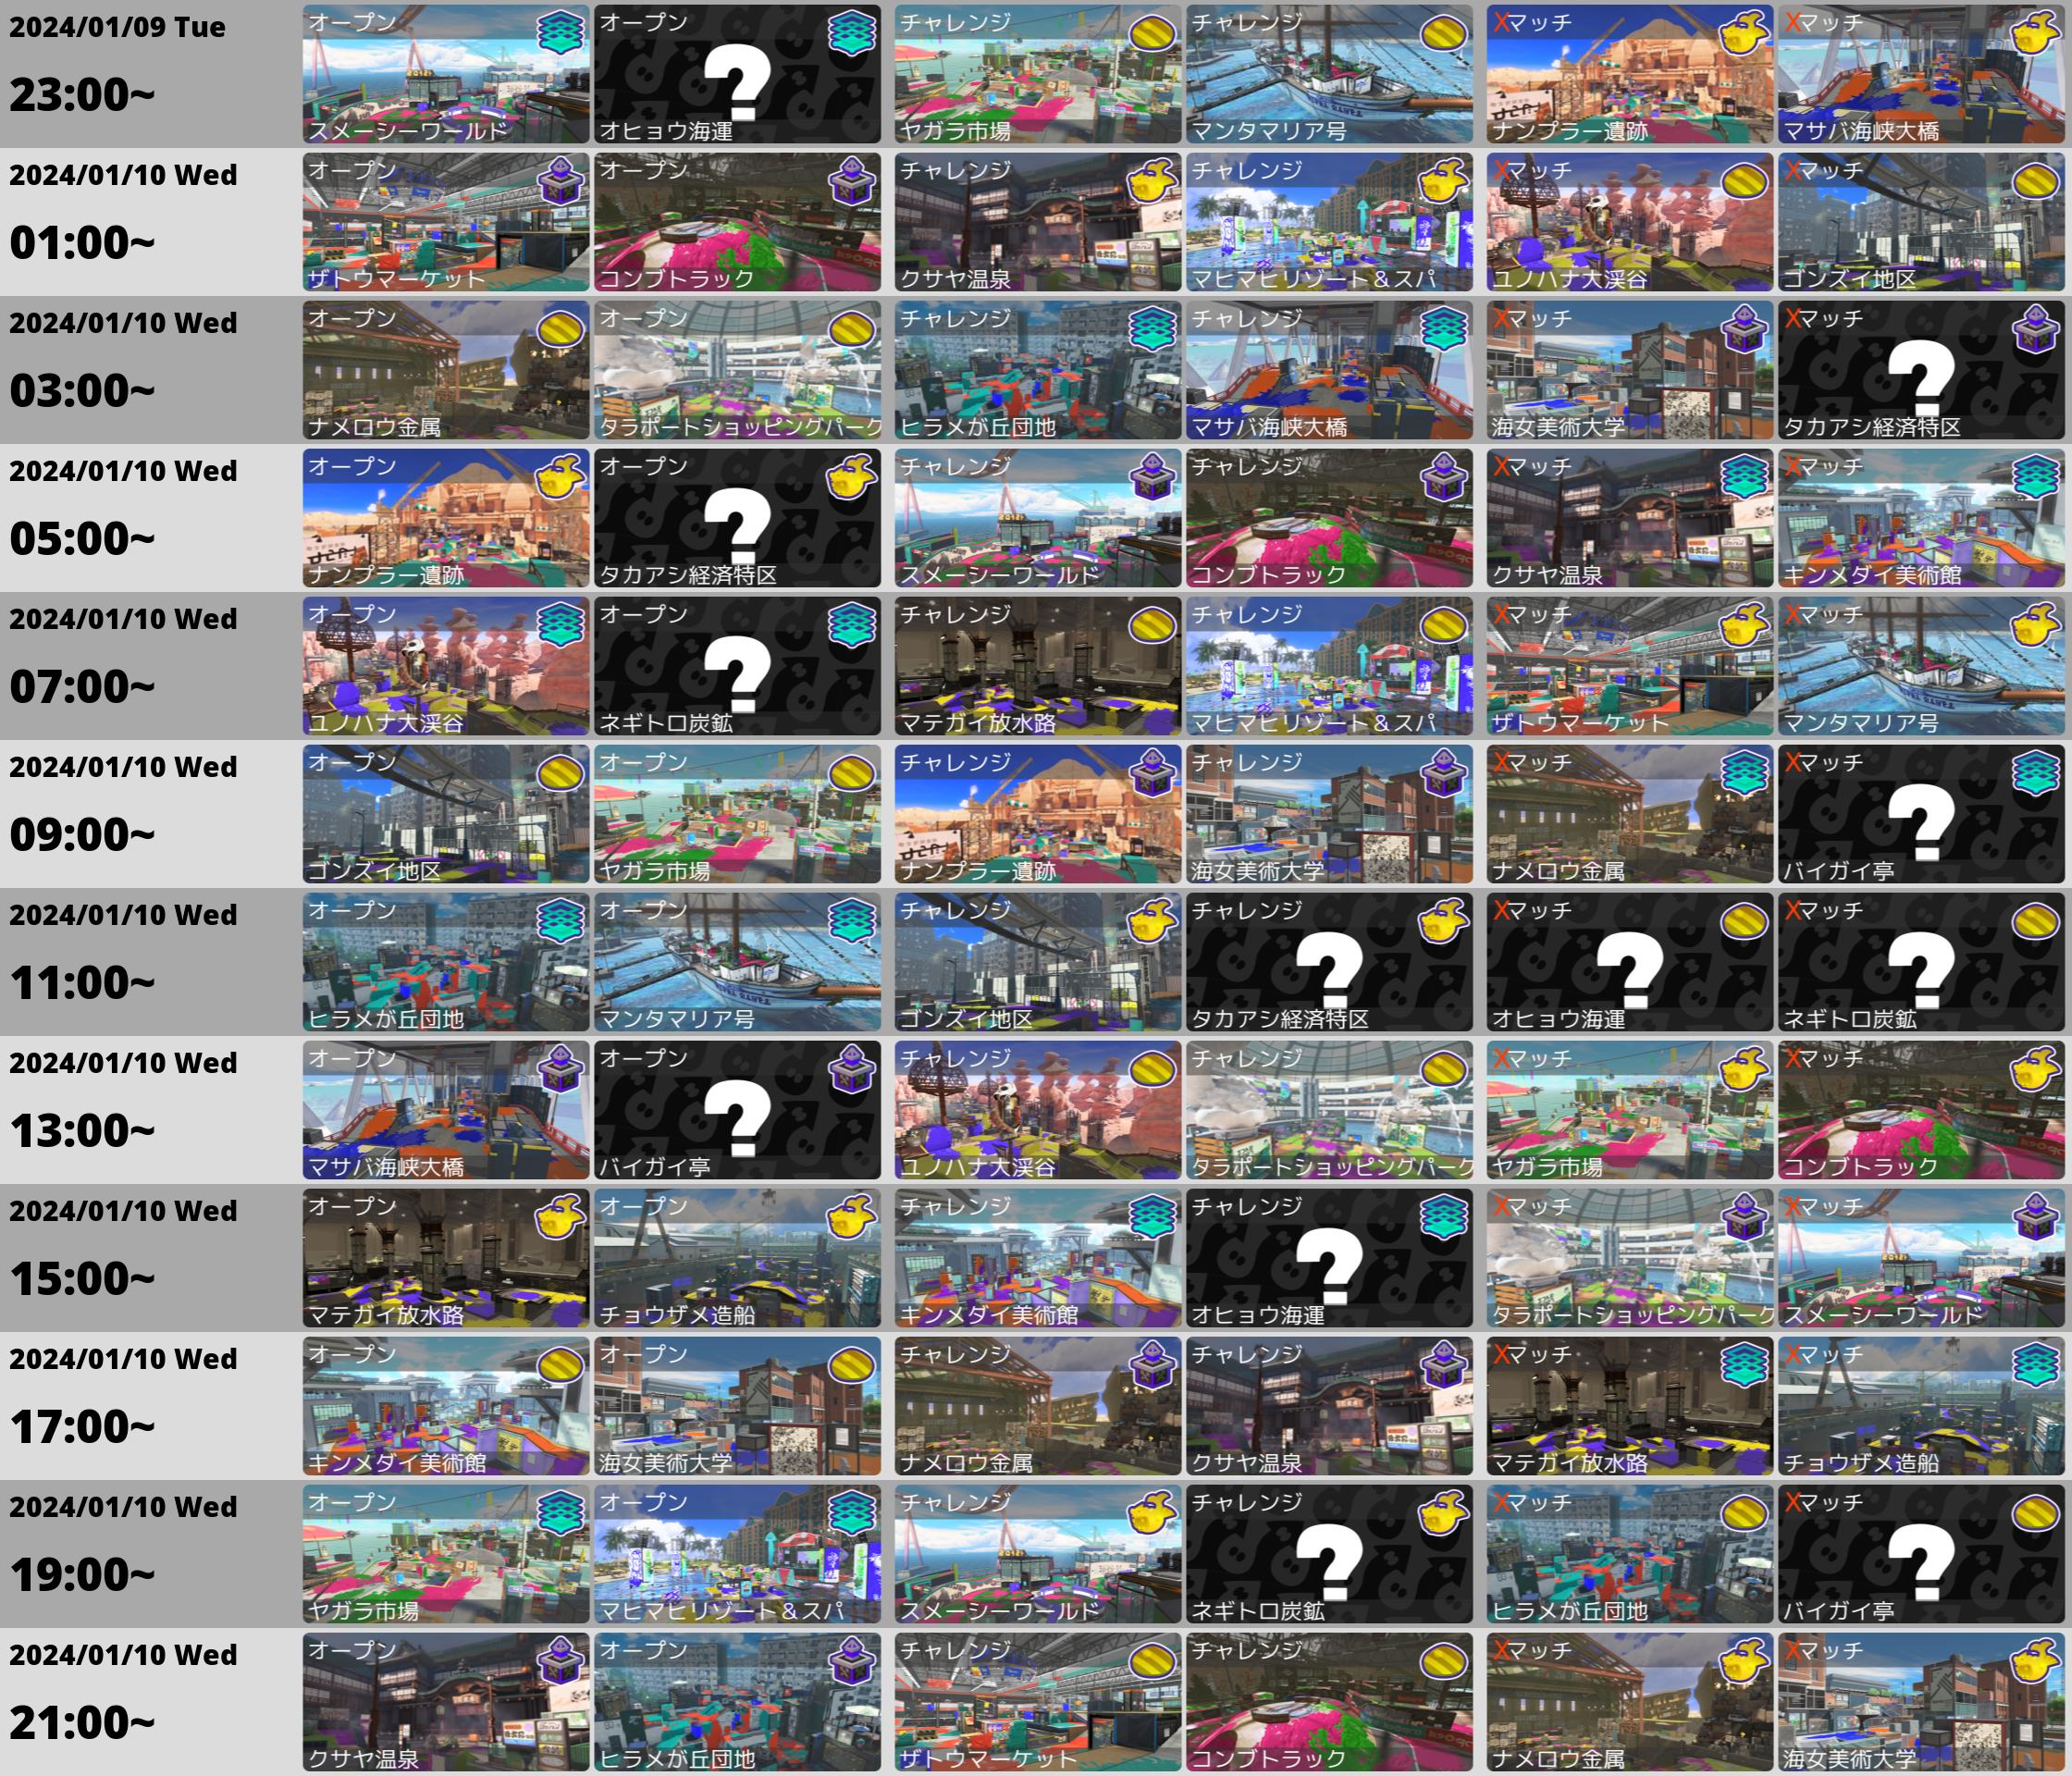 2024/01/09 Tue
23:00~
オープン オープン チャレンジ チャレンジ Xマッチ Xマッチ
スメーシーワールド オヒョウ海運 ヤガラ市場 マンタマリア号 ナンプラー遺跡 マサバ海峡大橋
2024/01/10 Wed
01:00~
オープン オープン チャレンジ チャレンジ Xマッチ Xマッチ
ザトウマーケット コンブトラック クサヤ温泉 マヒマヒリゾート＆スパ ユノハナ大渓谷 ゴンズイ地区
2024/01/10 Wed
03:00~
オープン オープン チャレンジ チャレンジ Xマッチ Xマッチ
ナメロウ金属 タラポートショッピングパーク ヒラメが丘団地 マサバ海峡大橋 海女美術大学 タカアシ経済特区
2024/01/10 Wed
05:00~
オープン オープン チャレンジ チャレンジ Xマッチ Xマッチ
ナンプラー遺跡 タカアシ経済特区 スメーシーワールド コンブトラック クサヤ温泉 キンメダイ美術館
2024/01/10 Wed
07:00~
オープン オープン チャレンジ チャレンジ Xマッチ Xマッチ
ユノハナ大渓谷 ネギトロ炭鉱 マテガイ放水路 マヒマヒリゾート＆スパ ザトウマーケット マンタマリア号
2024/01/10 Wed
09:00~
オープン オープン チャレンジ チャレンジ Xマッチ Xマッチ
ゴンズイ地区 ヤガラ市場 ナンプラー遺跡 海女美術大学 ナメロウ金属 バイガイ亭
2024/01/10 Wed
11:00~
オープン オープン チャレンジ チャレンジ Xマッチ Xマッチ
ヒラメが丘団地 マンタマリア号 ゴンズイ地区 タカアシ経済特区 オヒョウ海運 ネギトロ炭鉱
2024/01/10 Wed
13:00~
オープン オープン チャレンジ チャレンジ Xマッチ Xマッチ
マサバ海峡大橋 バイガイ亭 ユノハナ大渓谷 タラポートショッピングパーク ヤガラ市場 コンブトラック
2024/01/10 Wed
15:00~
オープン オープン チャレンジ チャレンジ Xマッチ Xマッチ
マテガイ放水路 チョウザメ造船 キンメダイ美術館 オヒョウ海運 タラポートショッピングパーク スメーシーワールド
2024/01/10 Wed
17:00~
オープン オープン チャレンジ チャレンジ Xマッチ Xマッチ
キンメダイ美術館 海女美術大学 ナメロウ金属 クサヤ温泉 マテガイ放水路 チョウザメ造船
2024/01/10 Wed
19:00~
オープン オープン チャレンジ チャレンジ Xマッチ Xマッチ
ヤガラ市場 マヒマヒリゾート＆スパ スメーシーワールド ネギトロ炭鉱 ヒラメが丘団地 バイガイ亭
2024/01/10 Wed
21:00~
オープン オープン チャレンジ チャレンジ Xマッチ Xマッチ
クサヤ温泉 ヒラメが丘団地 ザトウマーケット コンブトラック ナメロウ金属 海女美術大学